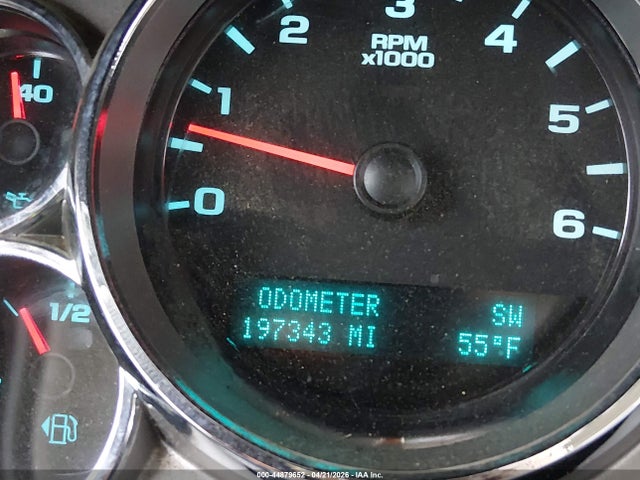 3
2
4
RPM
x1000
40
1
5
0
6
ODOMETER
SW
197343 MI
55°F
1/2
000-44879652 - 04/21/2026 - IAA Inc.